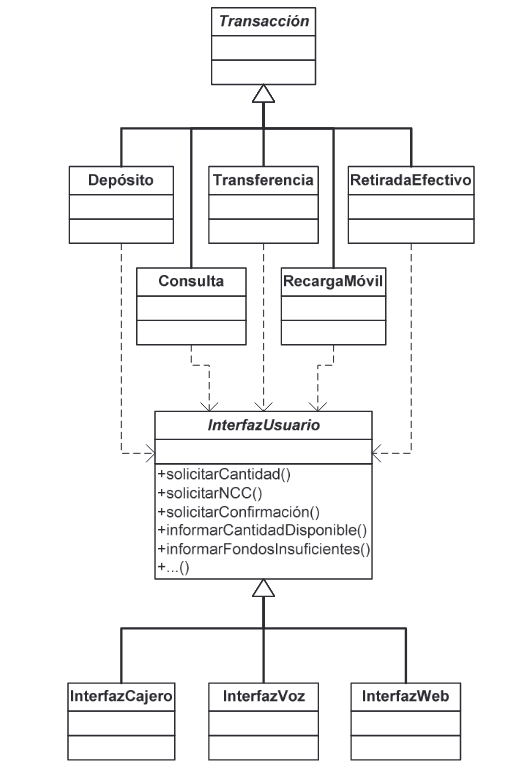 Transacción
Depósito
Transferencia
RetiradaEfectivo
Consulta
RecargaMóvil
InterfazUsuario
+solicitarCantidad()
+solicitarNCC()
+solicitarConfirmación()
+informarCantidadDisponible()
+informarFondosInsuficientes()
+...()
InterfazCajero
InterfazVoz
InterfazWeb